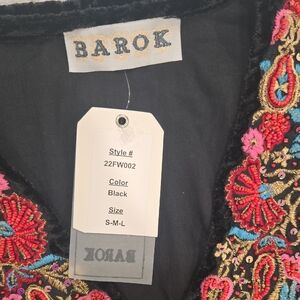 BAROK
Style #
22FW002
Color
Black
Size
S-M-L
BAROK